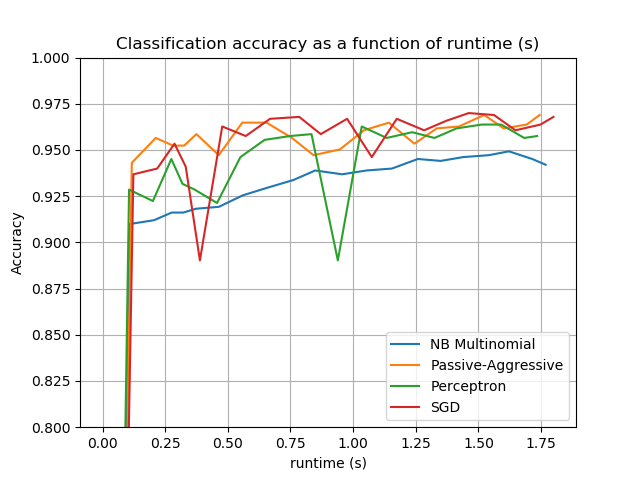 Classification accuracy as a function of runtime (s)
1.000
0.975
0.950
0.925
0.900
0.875
0.850
0.825
0.800
Accuracy
NB Multinomial
Passive-Aggressive
Perceptron
SGD
0.00 0.25 0.50 0.75 1.00 1.25 1.50 1.75
runtime (s)